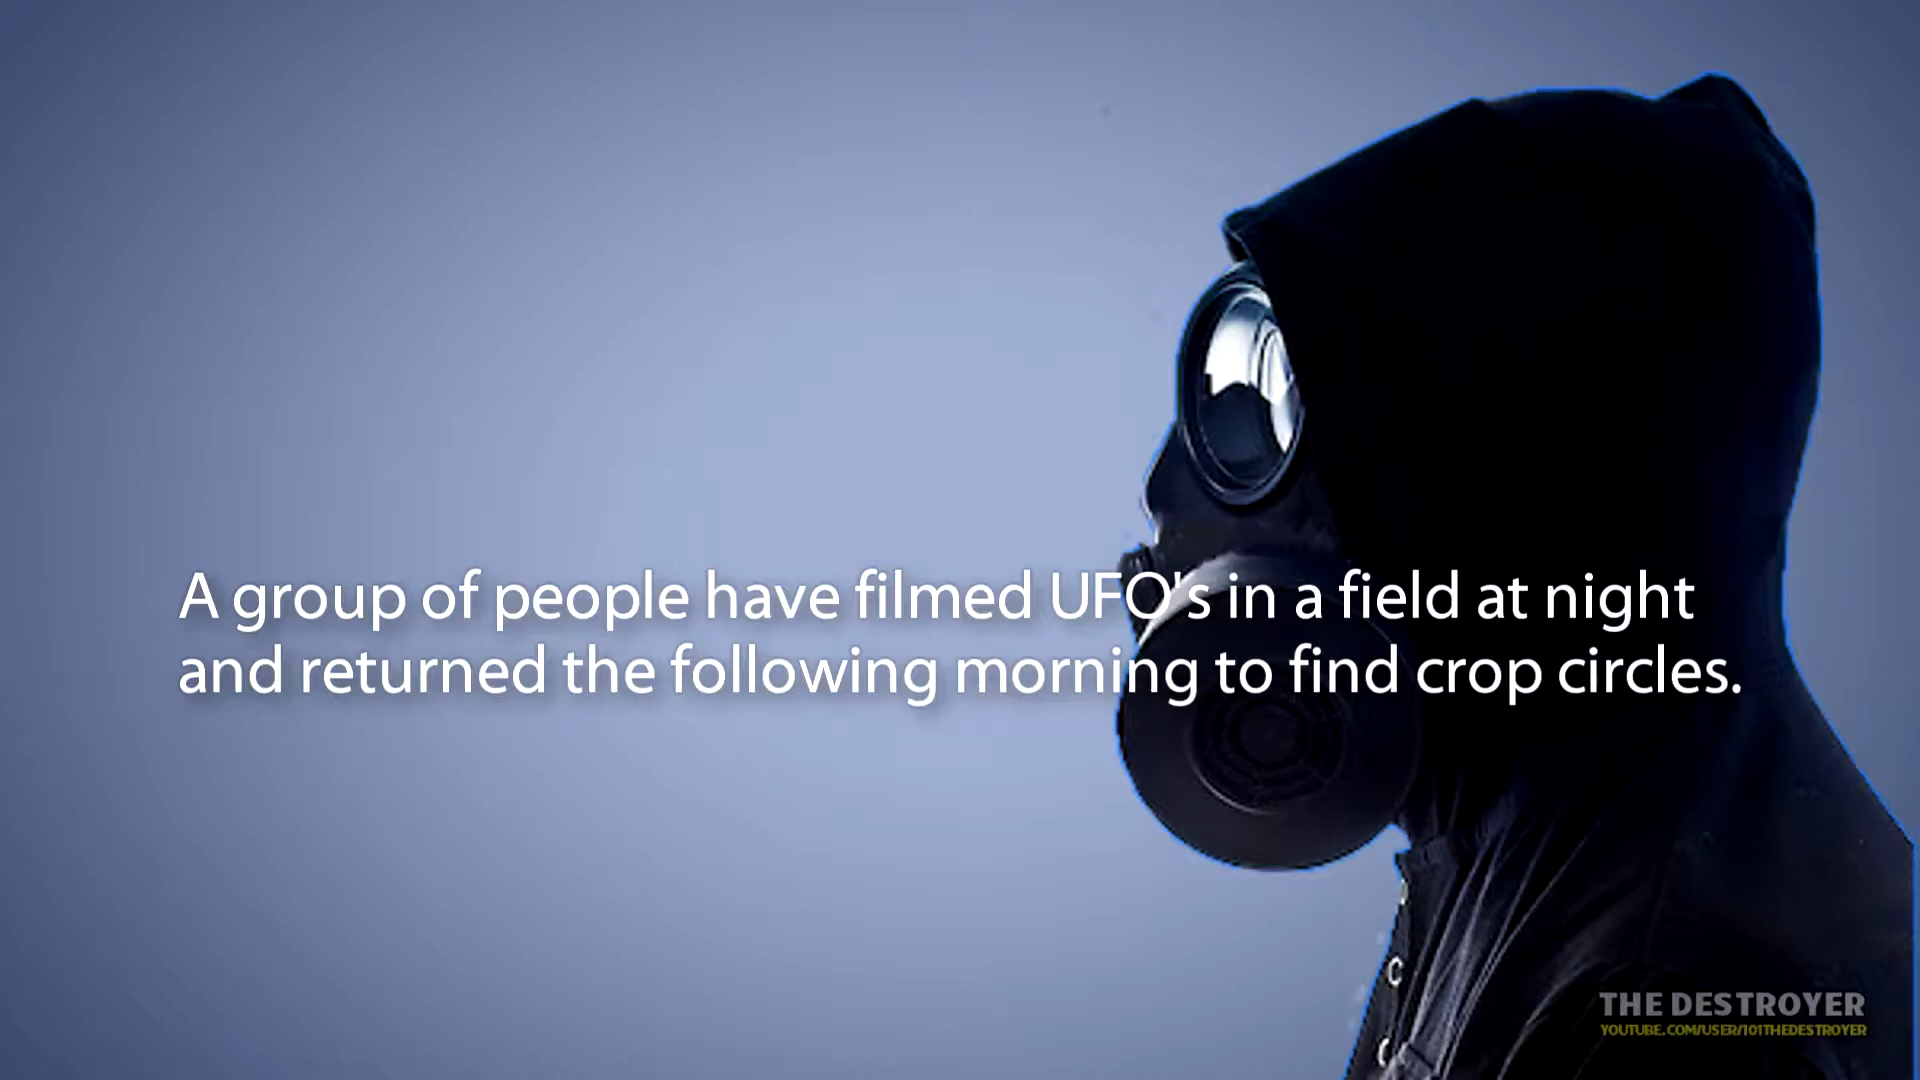 A group of people have filmed UFO's in a field at night
and returned the following morning to find crop circles.
THE DESTROYER
YOUTUBE.COM/USER/101THEDESTROYER